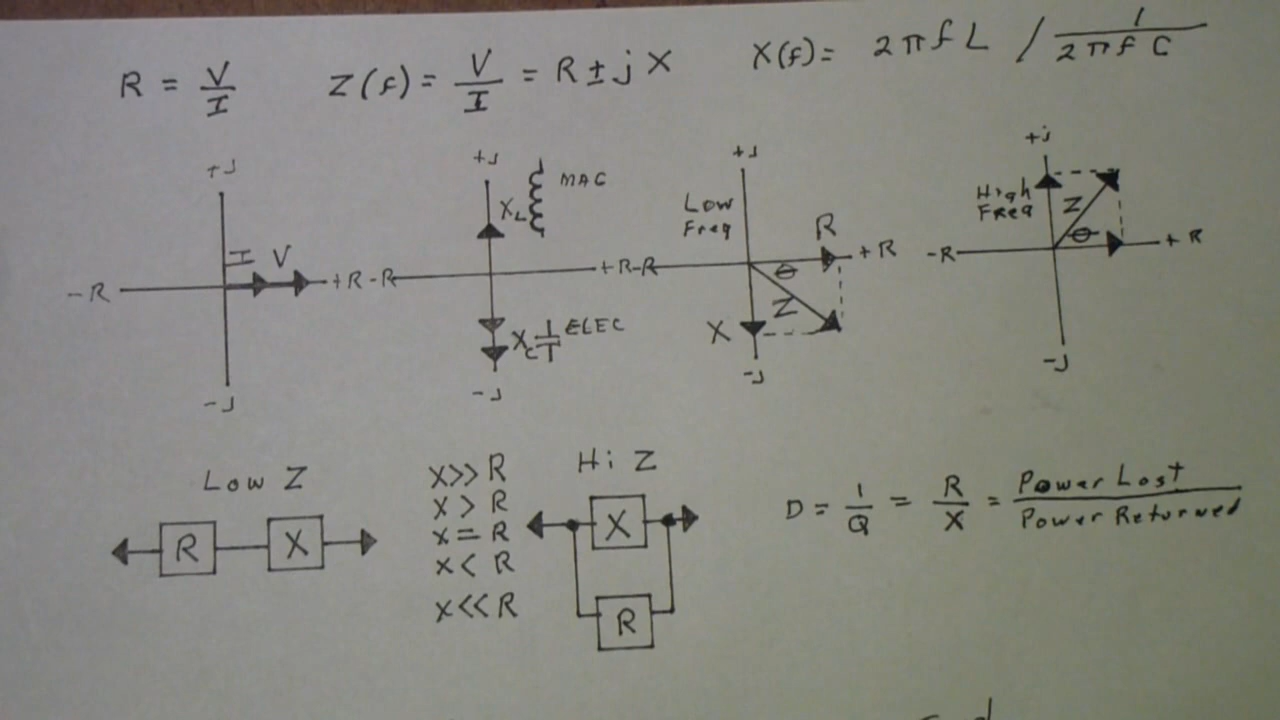 R = V/I   Z(f) = V/I = R ± j X   X(f) = 2πfL / 1/2πfC
+J
I V
-R +R
-J
+J
XL MAG
-R +R
XC ELEC
-J
+J
Low
Freq
R
-R +R
θ
Z
X
-J
+j
High
Freq
Z
θ
-R +R
-J
Low Z
R X
X>>R
X > R
X = R
X < R
X<<R
Hi Z
X
R
D = 1/Q = R/X = Power Lost/Power Returned